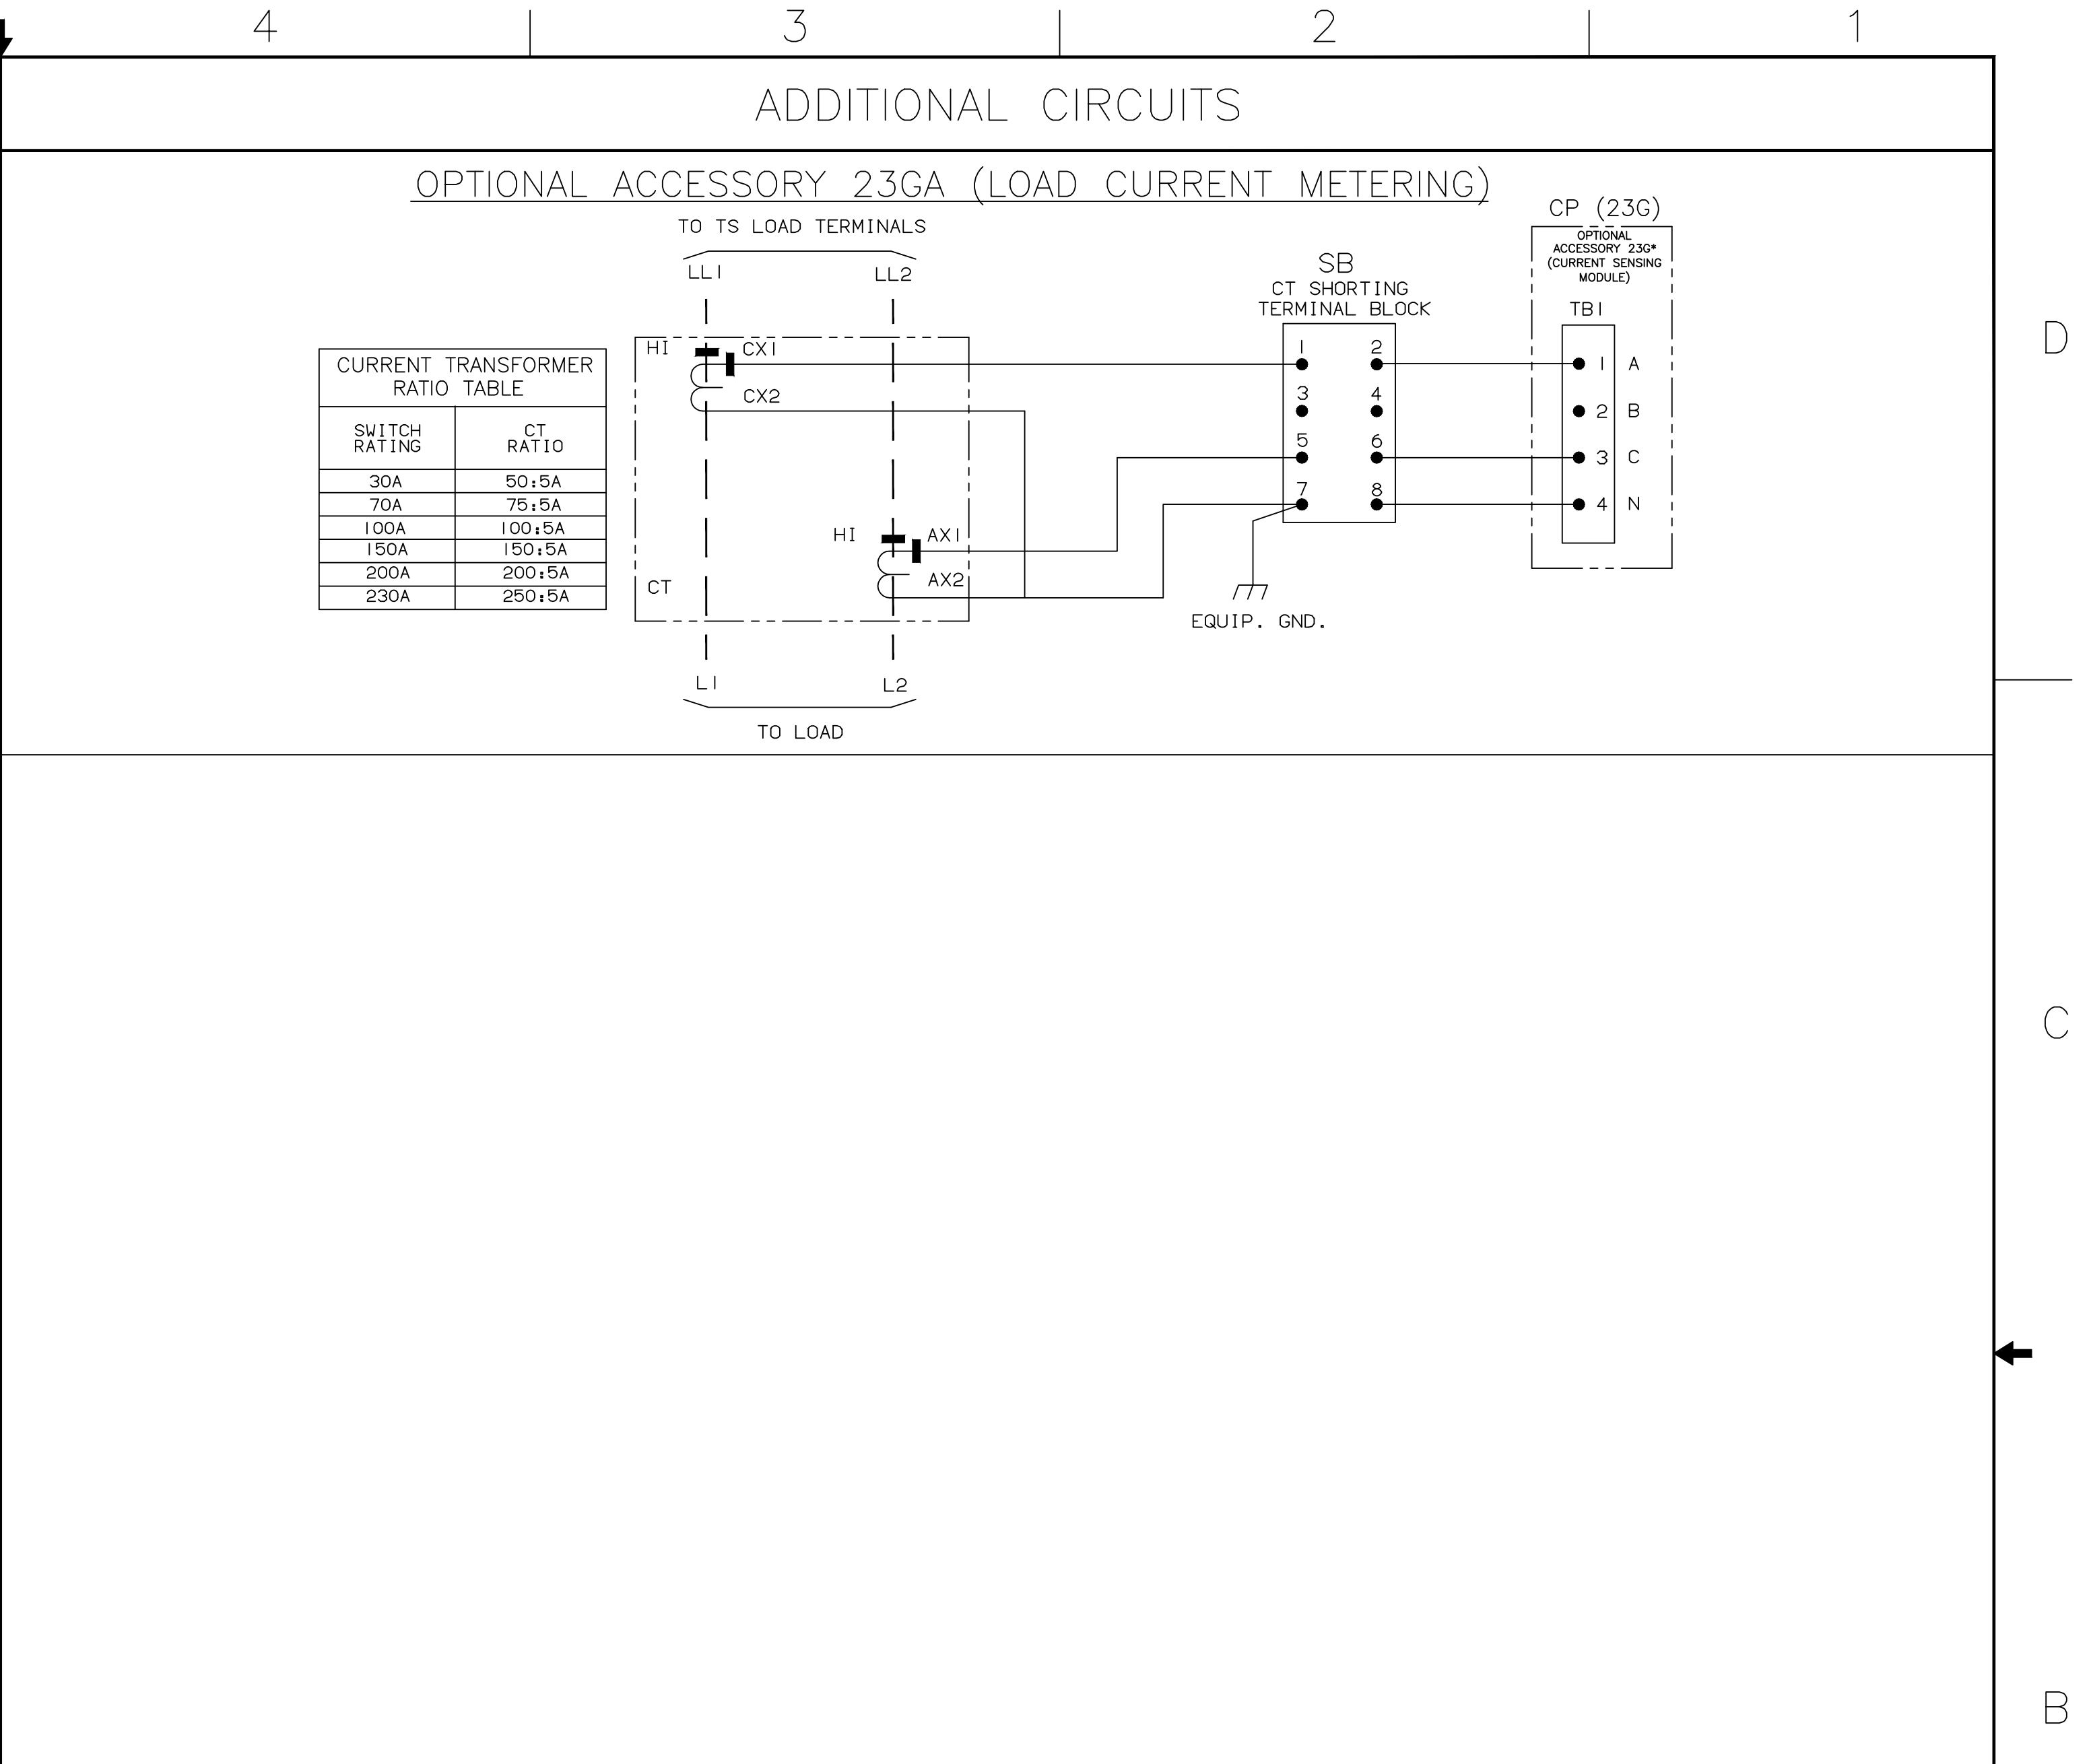 4 3 2 1
ADDITIONAL CIRCUITS
OPTIONAL ACCESSORY 23GA (LOAD CURRENT METERING)
TO TS LOAD TERMINALS
LL1 LL2
CURRENT TRANSFORMER
RATIO TABLE
SWITCH
RATING
CT
RATIO
30A 50:5A
70A 75:5A
100A 100:5A
150A 150:5A
200A 200:5A
230A 250:5A
HI CX1
CX2
HI AX1
AX2
CT
L1 L2
TO LOAD
SB
CT SHORTING
TERMINAL BLOCK
1 2
3 4
5 6
7 8
EQUIP. GND.
CP (23G)
OPTIONAL
ACCESSORY 23G*
(CURRENT SENSING
MODULE)
TB1
1 A
2 B
3 C
4 N
D
C
B